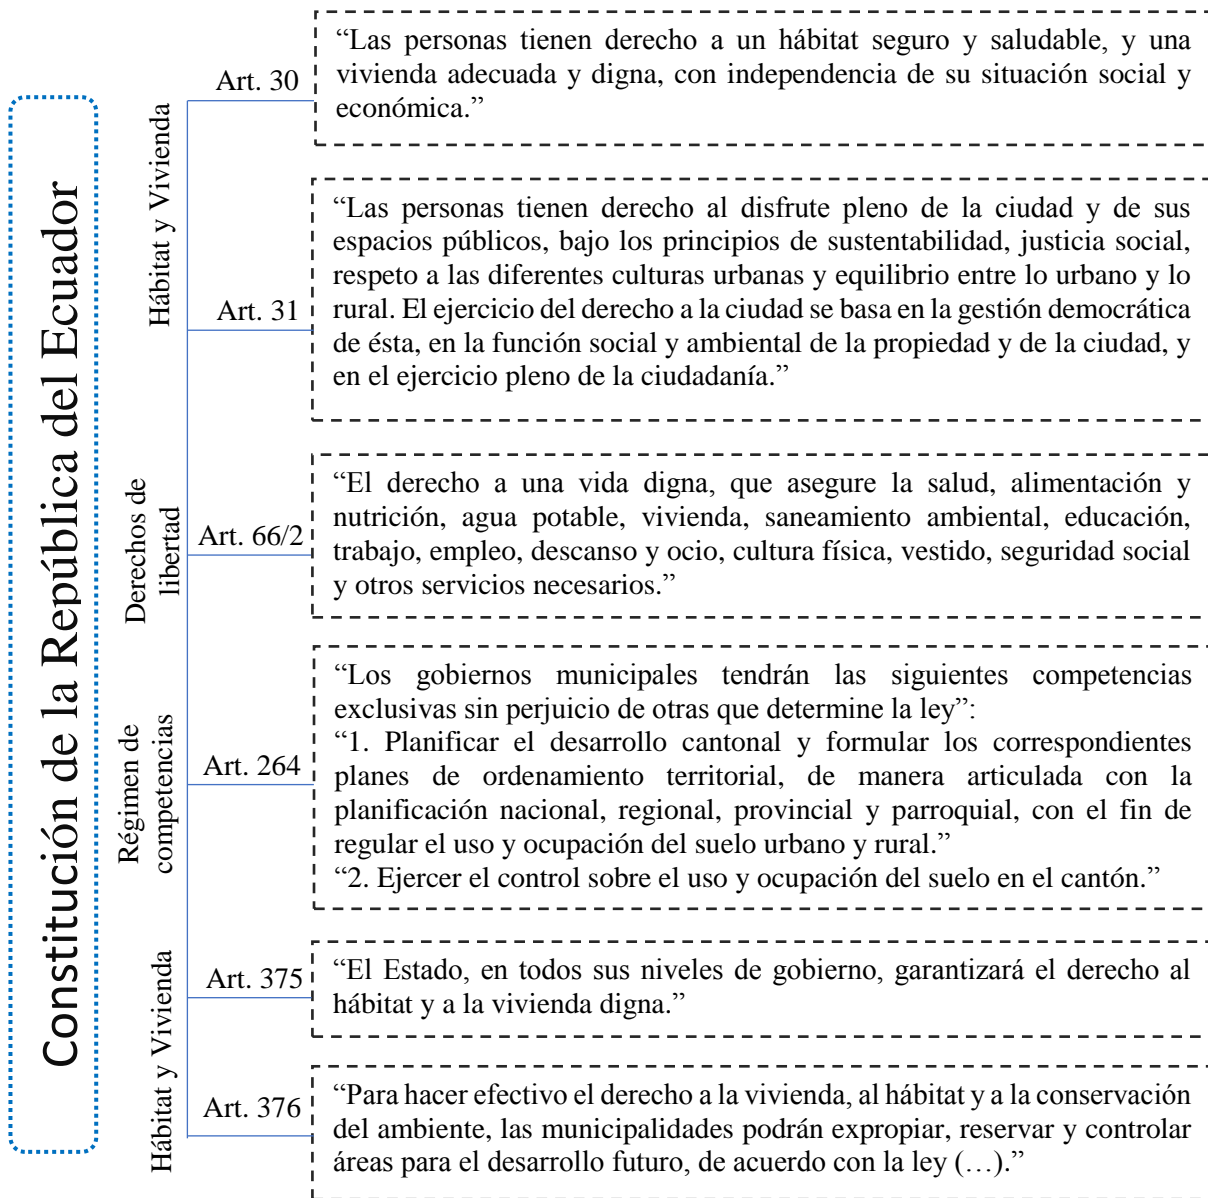 Constitución de la República del Ecuador
Hábitat y Vivienda
Art. 30
“Las personas tienen derecho a un hábitat seguro y saludable, y una
vivienda adecuada y digna, con independencia de su situación social y
económica.”
Art. 31
“Las personas tienen derecho al disfrute pleno de la ciudad y de sus
espacios públicos, bajo los principios de sustentabilidad, justicia social,
respeto a las diferentes culturas urbanas y equilibrio entre lo urbano y lo
rural. El ejercicio del derecho a la ciudad se basa en la gestión democrática
de ésta, en la función social y ambiental de la propiedad y de la ciudad, y
en el ejercicio pleno de la ciudadanía.”
Derechos de
libertad
Art. 66/2
“El derecho a una vida digna, que asegure la salud, alimentación y
nutrición, agua potable, vivienda, saneamiento ambiental, educación,
trabajo, empleo, descanso y ocio, cultura física, vestido, seguridad social
y otros servicios necesarios.”
Régimen de
competencias
Art. 264
“Los gobiernos municipales tendrán las siguientes competencias
exclusivas sin perjuicio de otras que determine la ley”:
“1. Planificar el desarrollo cantonal y formular los correspondientes
planes de ordenamiento territorial, de manera articulada con la
planificación nacional, regional, provincial y parroquial, con el fin de
regular el uso y ocupación del suelo urbano y rural.”
“2. Ejercer el control sobre el uso y ocupación del suelo en el cantón.”
Hábitat y Vivienda
Art. 375
“El Estado, en todos sus niveles de gobierno, garantizará el derecho al
hábitat y a la vivienda digna.”
Art. 376
“Para hacer efectivo el derecho a la vivienda, al hábitat y a la conservación
del ambiente, las municipalidades podrán expropiar, reservar y controlar
áreas para el desarrollo futuro, de acuerdo con la ley (…).”